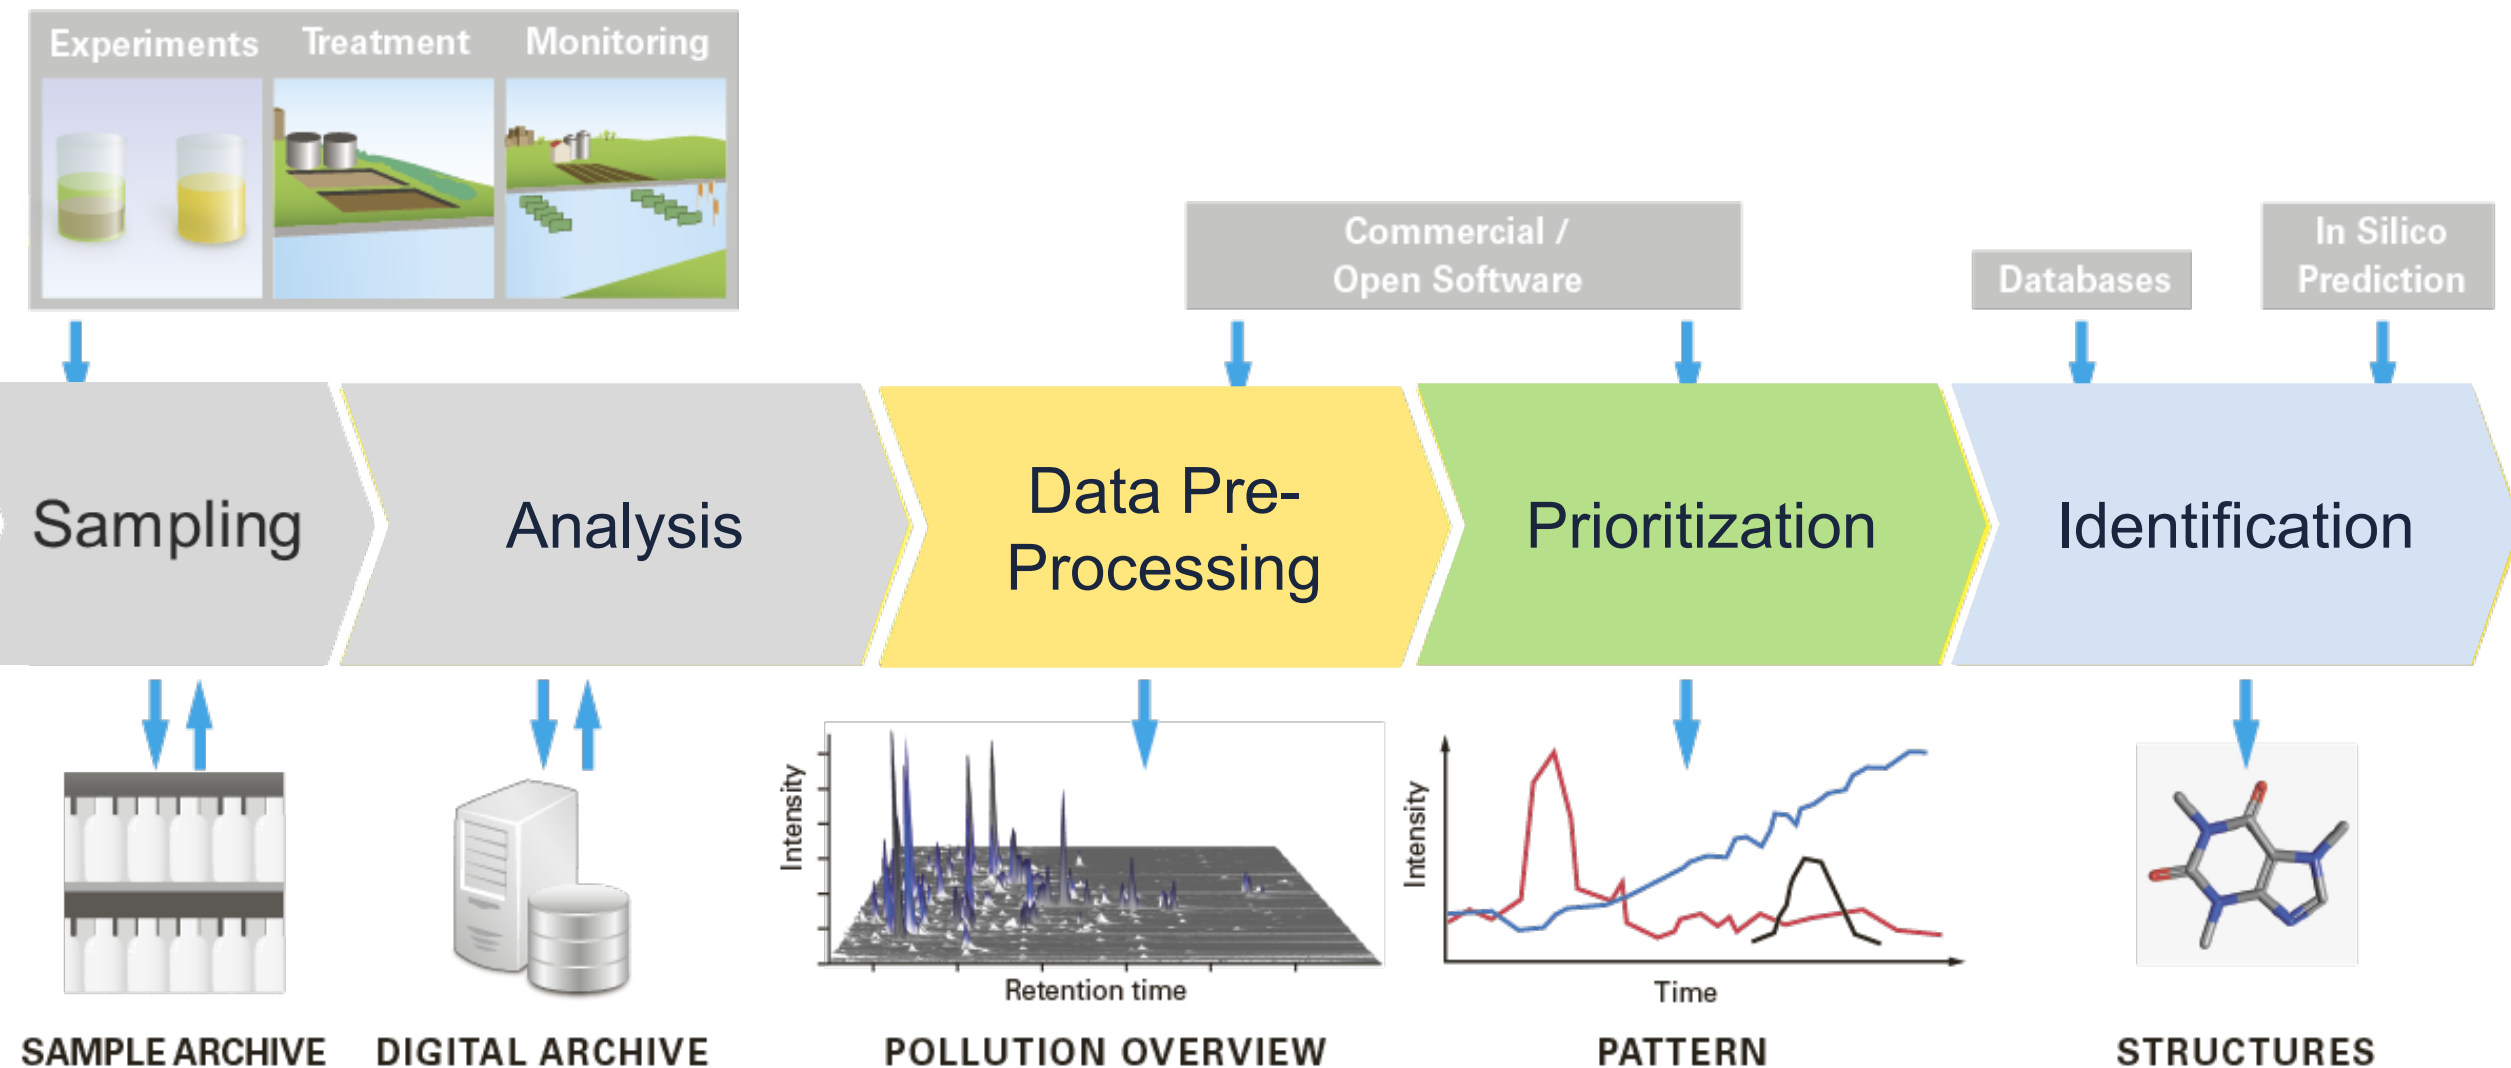 Experiments Treatment Monitoring
Commercial /
Open Software
Databases
In Silico
Prediction
Sampling
Analysis
Data Pre-
Processing
Prioritization
Identification
Intensity
Retention time
Intensity
Time
SAMPLE ARCHIVE
DIGITAL ARCHIVE
POLLUTION OVERVIEW
PATTERN
STRUCTURES